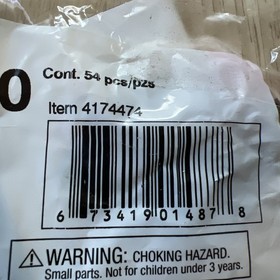 0
Cont. 54 pcs/pzs
Item 4174474
6 73419 01487 8
WARNING: CHOKING HAZARD.
Small parts. Not for children under 3 years.